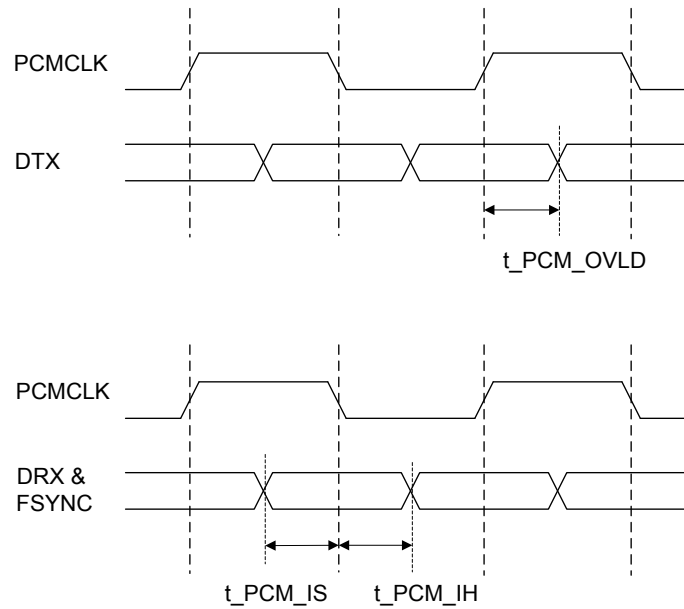 PCMCLK
DTX
t_PCM_OVLD
PCMCLK
DRX &
FSYNC
t_PCM_IS
t_PCM_IH